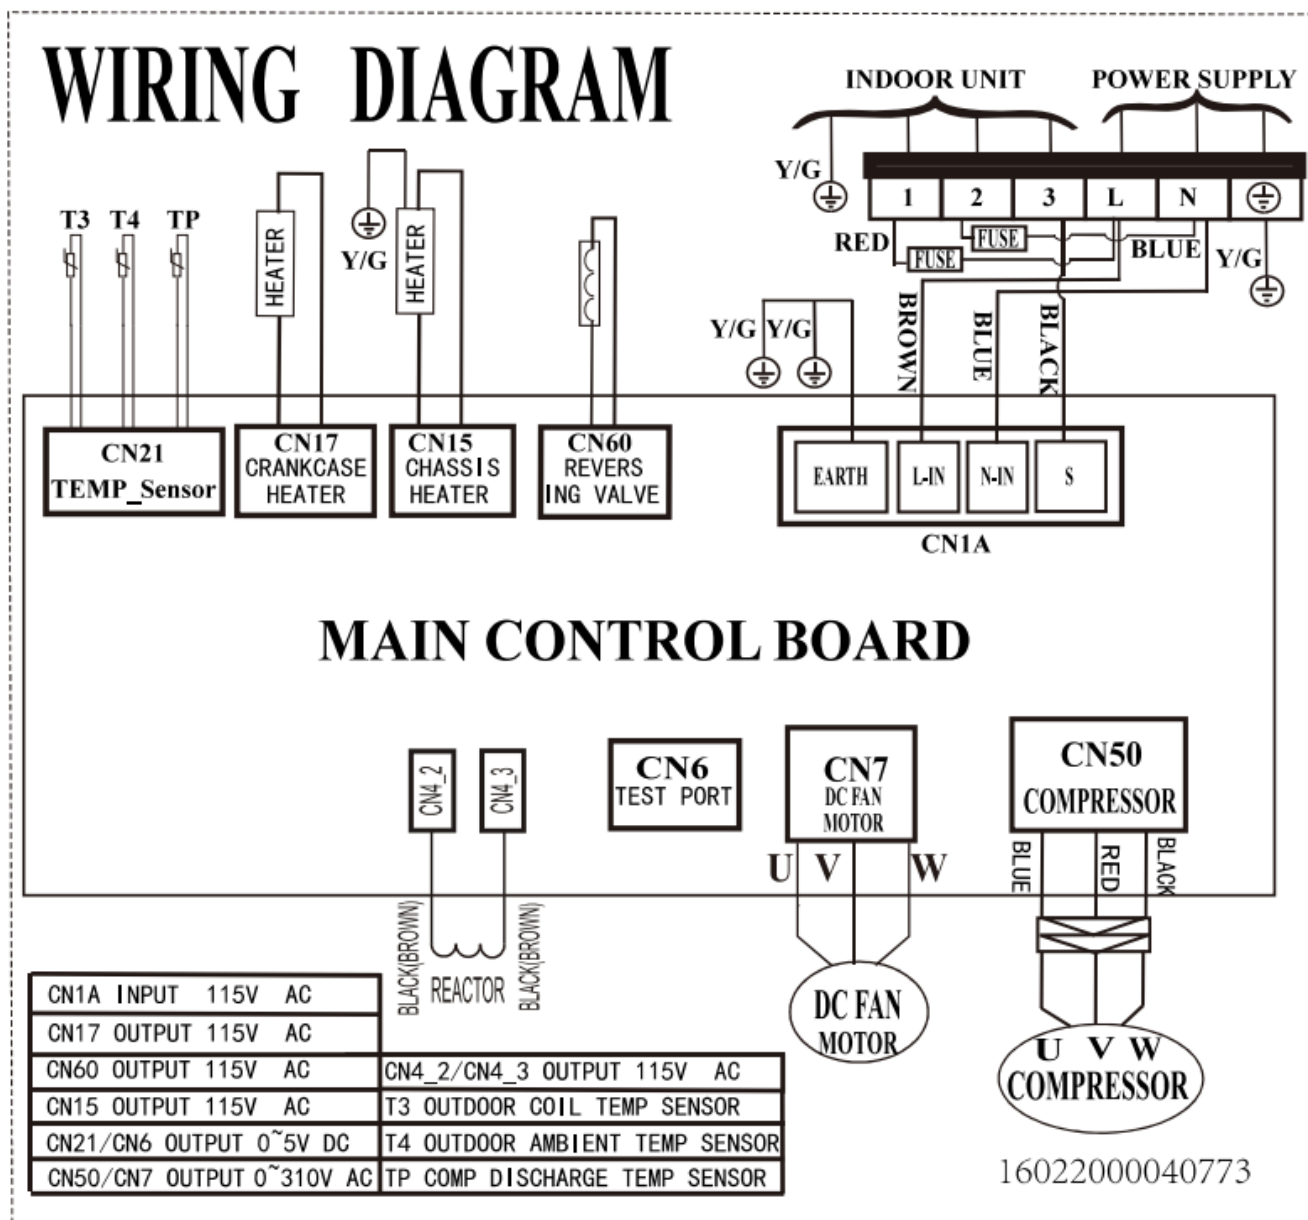 WIRING DIAGRAM
INDOOR UNIT
POWER SUPPLY
Y/G
1
2
3
L
N
RED
FUSE
FUSE
BLUE
Y/G
T3
T4
TP
HEATER
Y/G
HEATER
Y/G
Y/G
BROWN
BLUE
BLACK
CN21
TEMP_Sensor
CN17
CRANKCASE
HEATER
CN15
CHASSIS
HEATER
CN60
REVERS
ING VALVE
EARTH
L-IN
N-IN
S
CN1A
MAIN CONTROL BOARD
CN4_2
CN4_3
CN6
TEST PORT
CN7
DC FAN
MOTOR
CN50
COMPRESSOR
U
V
W
BLUE
RED
BLACK
BLACK(BROWN)
REACTOR
BLACK(BROWN)
DC FAN
MOTOR
U V W
COMPRESSOR
CN1A INPUT 115V AC
CN17 OUTPUT 115V AC
CN60 OUTPUT 115V AC
CN4_2/CN4_3 OUTPUT 115V AC
CN15 OUTPUT 115V AC
T3 OUTDOOR COIL TEMP SENSOR
CN21/CN6 OUTPUT 0~5V DC
T4 OUTDOOR AMBIENT TEMP SENSOR
CN50/CN7 OUTPUT 0~310V AC
TP COMP DISCHARGE TEMP SENSOR
16022000040773